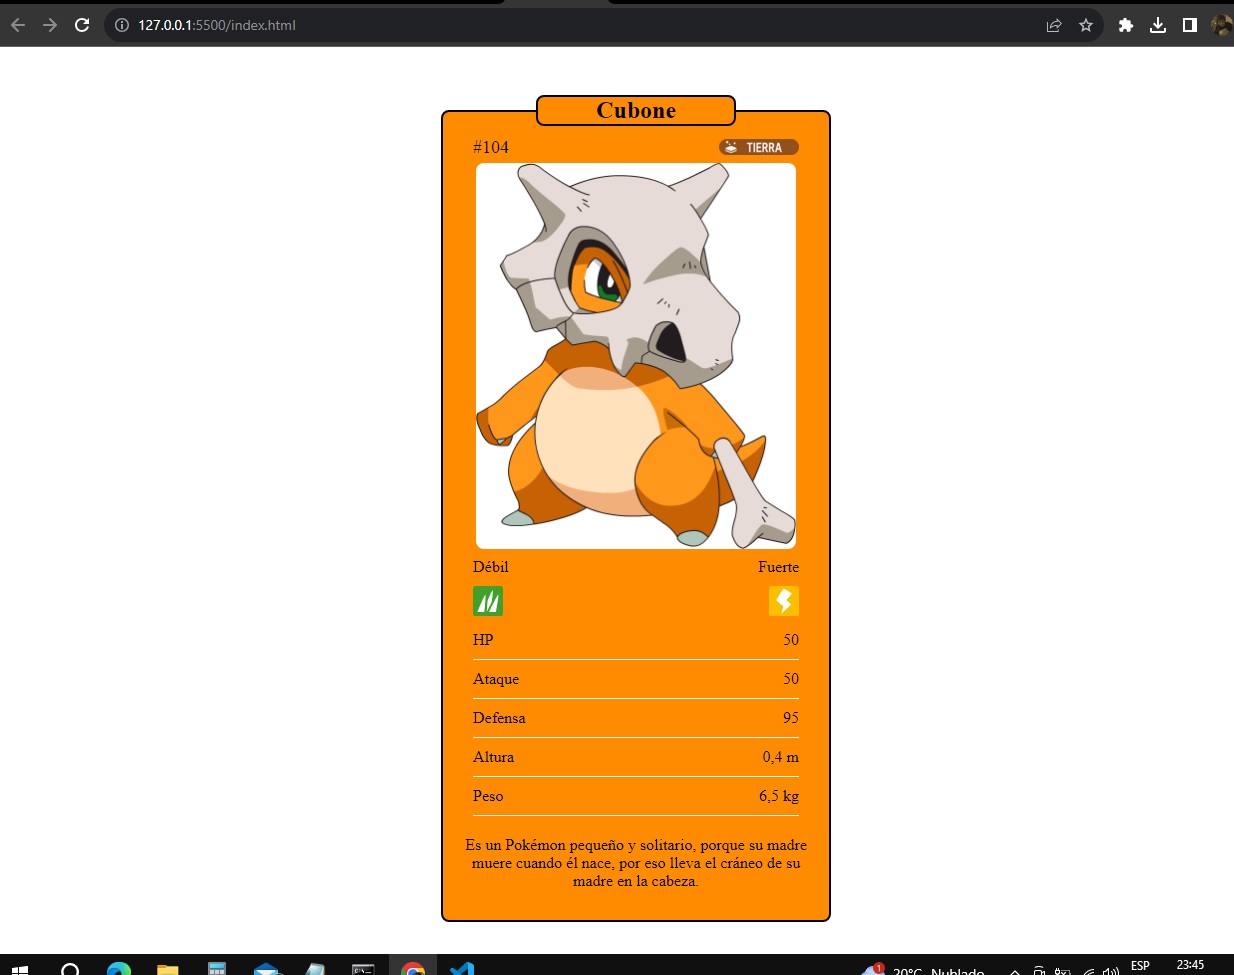 127.0.0.1:5500/index.html
Cubone
#104 TIERRA
Débil Fuerte
HP 50
Ataque 50
Defensa 95
Altura 0,4 m
Peso 6,5 kg
Es un Pokémon pequeño y solitario, porque su madre
muere cuando él nace, por eso lleva el cráneo de su
madre en la cabeza.
1 20°C Nublado ESP 23:45